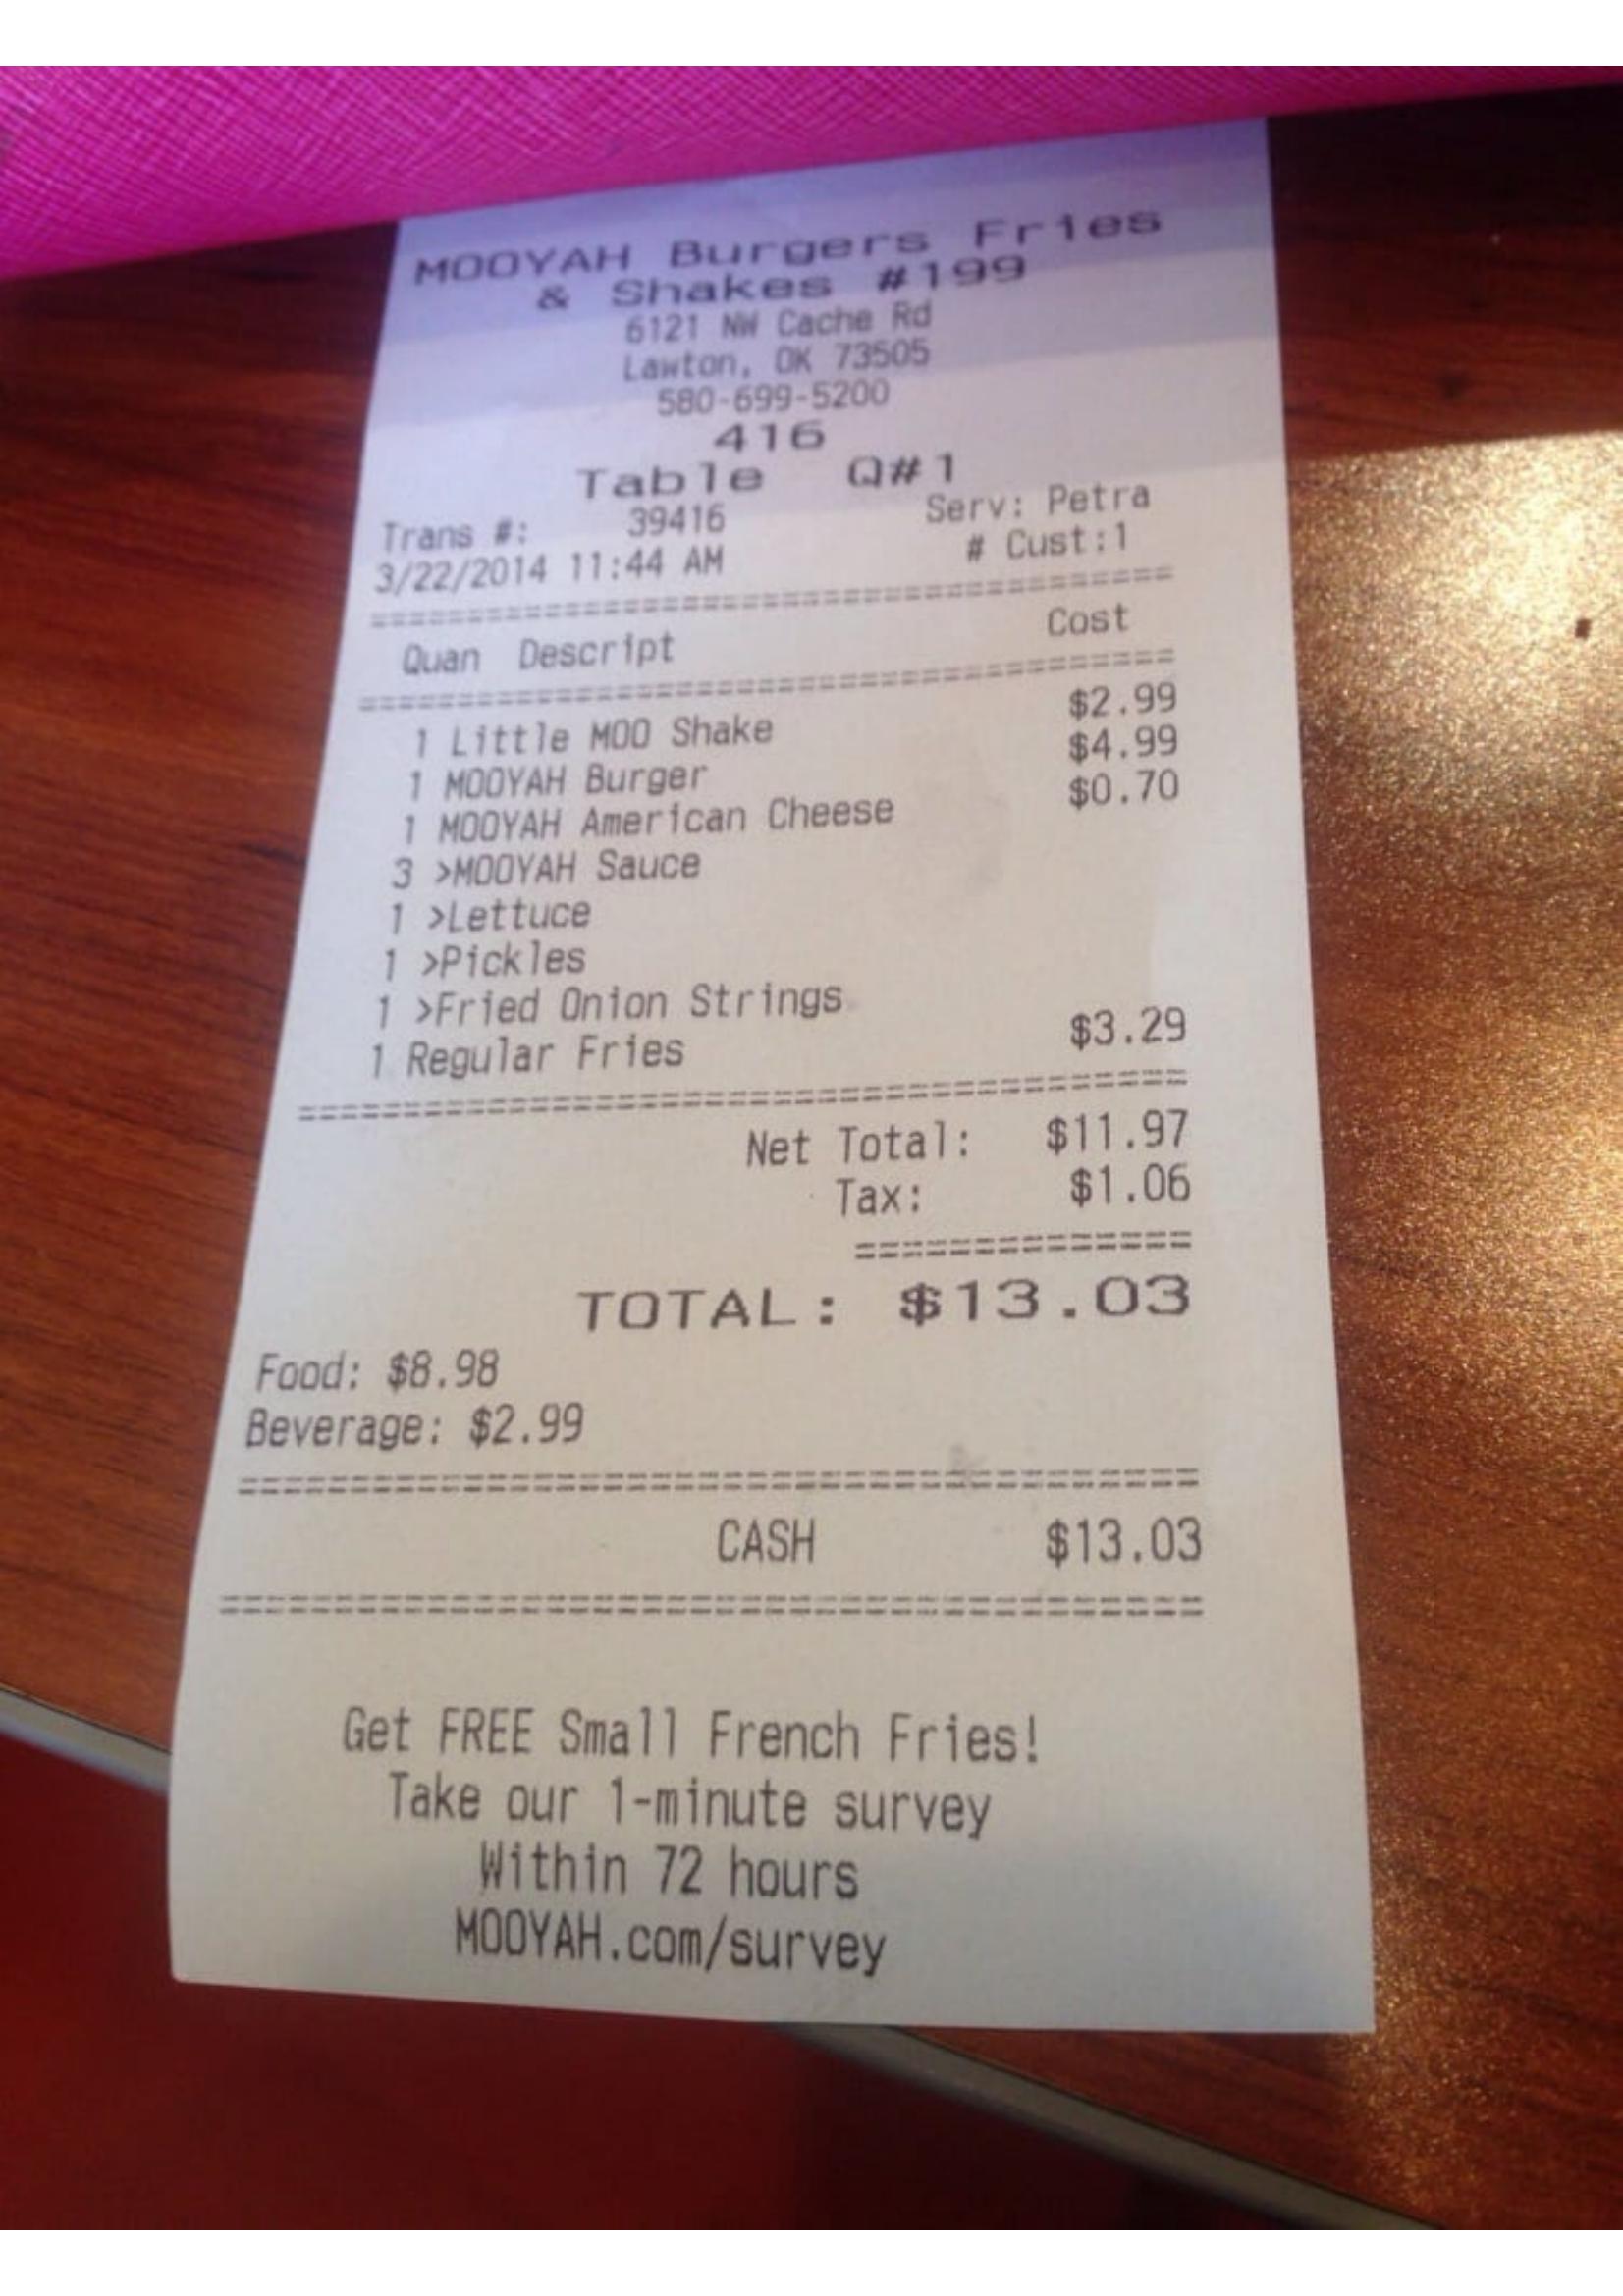 MOOYAH Burgers Fries
& Shakes #199
6121 NW Cache Rd
Lawton, OK 73505
580-699-5200
416
Table Q#1
Trans #: 39416 Serv: Petra
3/22/2014 11:44 AM # Cust:1
==================================
Quan Descript Cost
==================================
1 Little MOO Shake $2.99
1 MOOYAH Burger $4.99
1 MOOYAH American Cheese $0.70
3 >MOOYAH Sauce
1 >Lettuce
1 >Pickles
1 >Fried Onion Strings
1 Regular Fries $3.29
==================================
Net Total: $11.97
Tax: $1.06
==============
TOTAL: $13.03
Food: $8.98
Beverage: $2.99
==================================
CASH $13.03
==================================
Get FREE Small French Fries!
Take our 1-minute survey
Within 72 hours
MOOYAH.com/survey